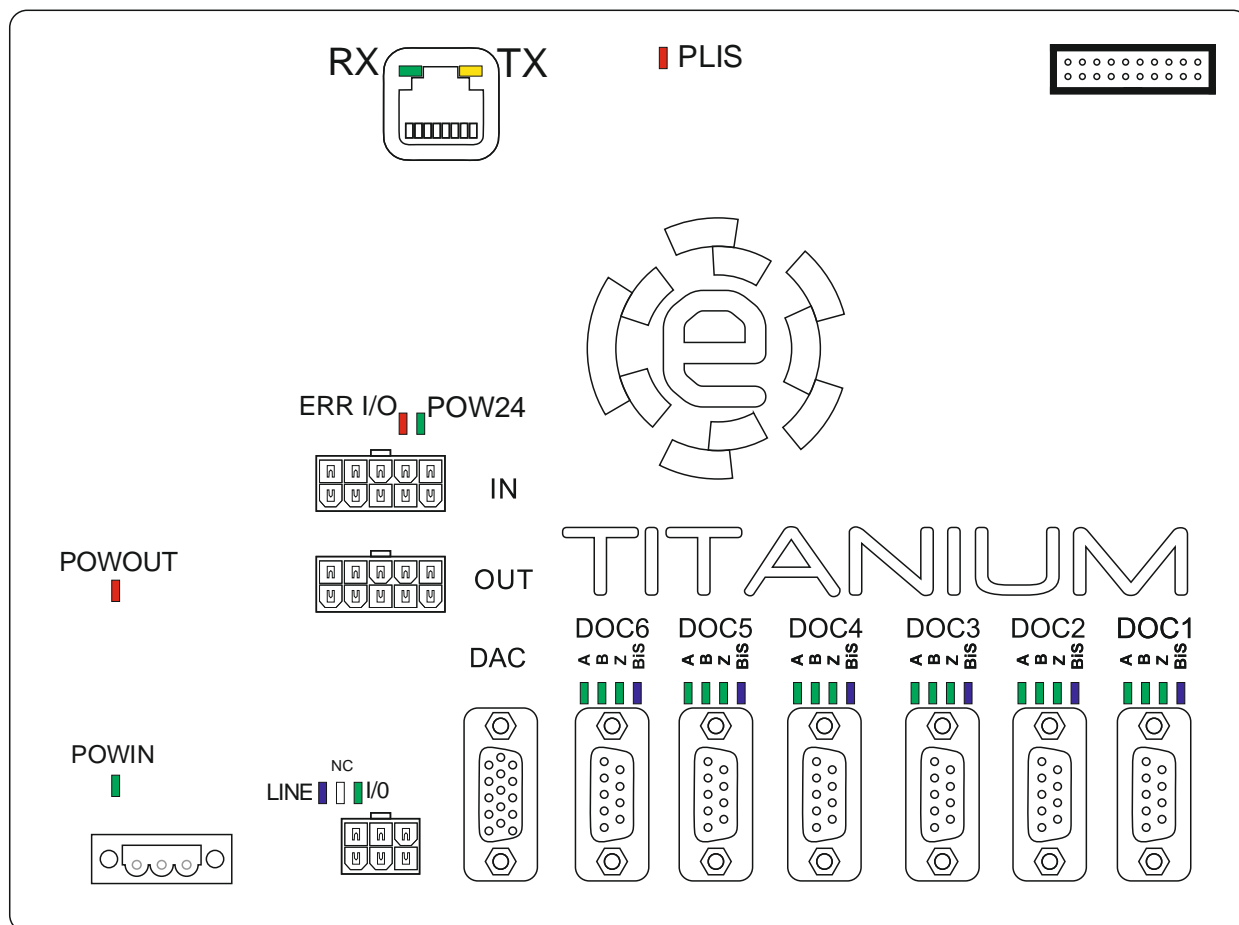 RX TX PLIS
e
ERR I/O POW24
IN
TITANIUM
POWOUT
OUT
DOC6 DOC5 DOC4 DOC3 DOC2 DOC1
A B Z BiS A B Z BiS A B Z BiS A B Z BiS A B Z BiS A B Z BiS
DAC
POWIN
NC
LINE I/0